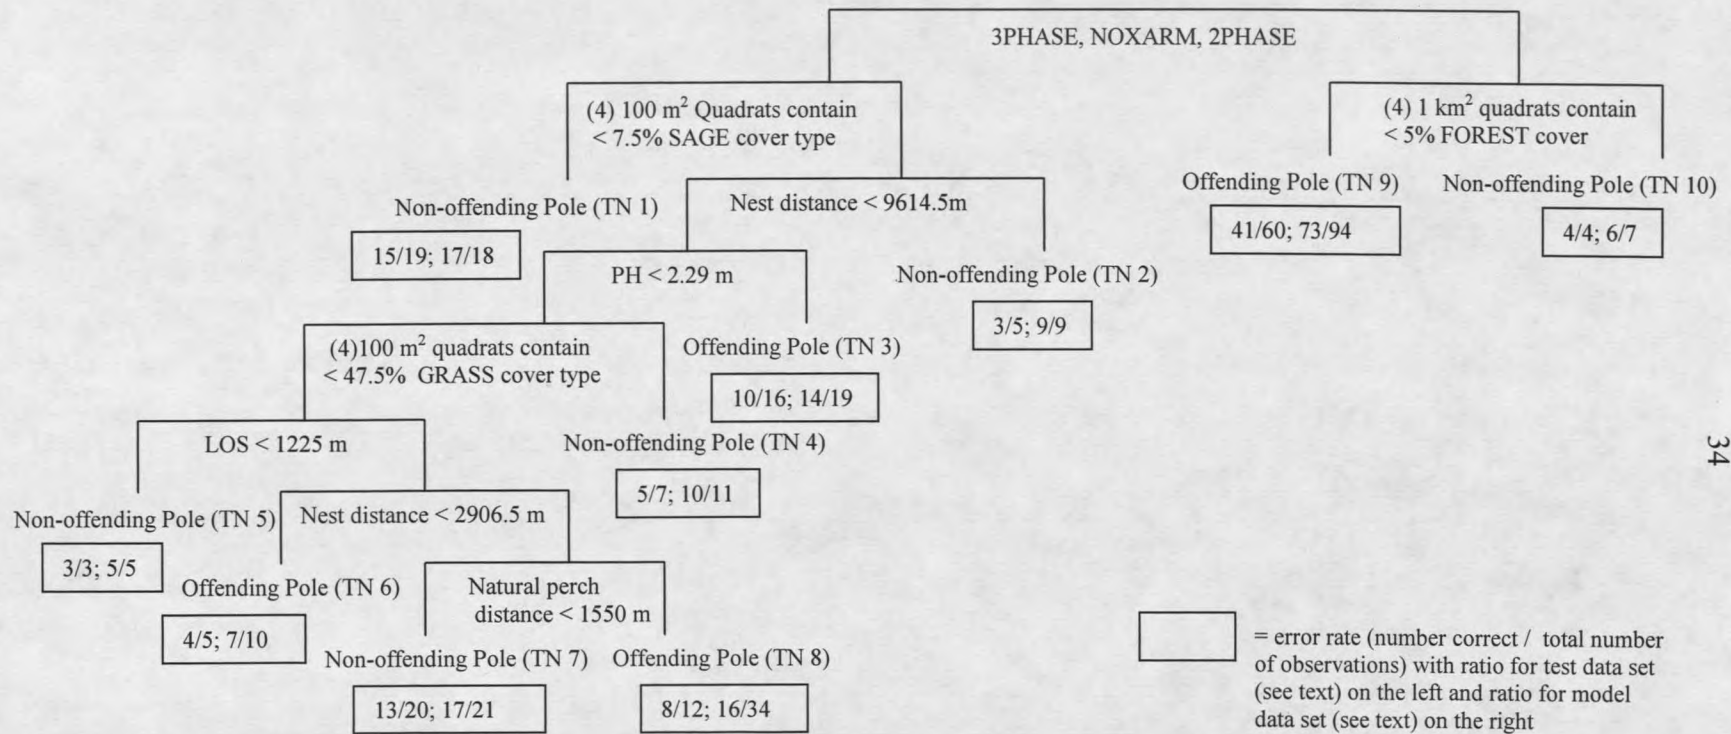 3PHASE, NOXARM, 2PHASE
(4) 100 m² Quadrats contain
< 7.5% SAGE cover type
(4) 1 km² quadrats contain
< 5% FOREST cover
Non-offending Pole (TN 1)
15/19; 17/18
Nest distance < 9614.5m
Offending Pole (TN 9)
41/60; 73/94
Non-offending Pole (TN 10)
4/4; 6/7
PH < 2.29 m
Non-offending Pole (TN 2)
3/5; 9/9
(4)100 m² quadrats contain
< 47.5% GRASS cover type
Offending Pole (TN 3)
10/16; 14/19
LOS < 1225 m
Non-offending Pole (TN 4)
5/7; 10/11
Non-offending Pole (TN 5)
3/3; 5/5
Nest distance < 2906.5 m
Offending Pole (TN 6)
4/5; 7/10
Natural perch
distance < 1550 m
Non-offending Pole (TN 7)
13/20; 17/21
Offending Pole (TN 8)
8/12; 16/34
= error rate (number correct / total number
of observations) with ratio for test data set
(see text) on the left and ratio for model
data set (see text) on the right
34